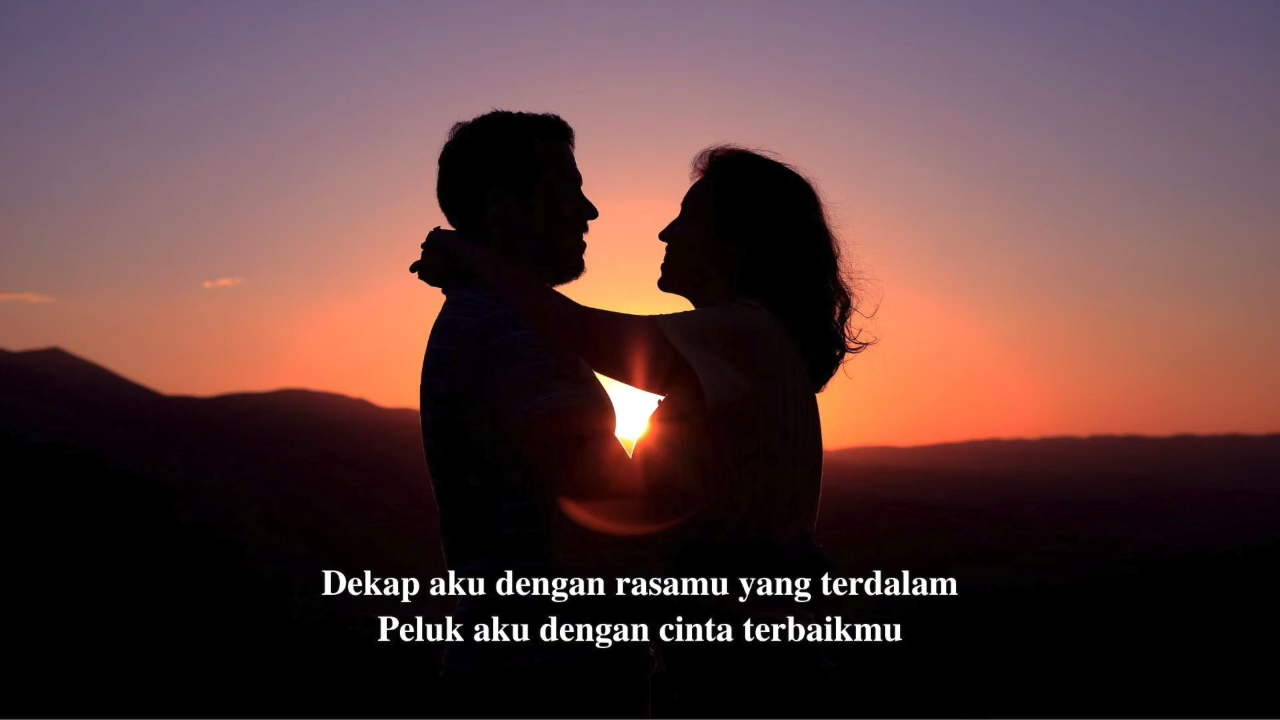 Dekap aku dengan rasamu yang terdalam
Peluk aku dengan cinta terbaikmu